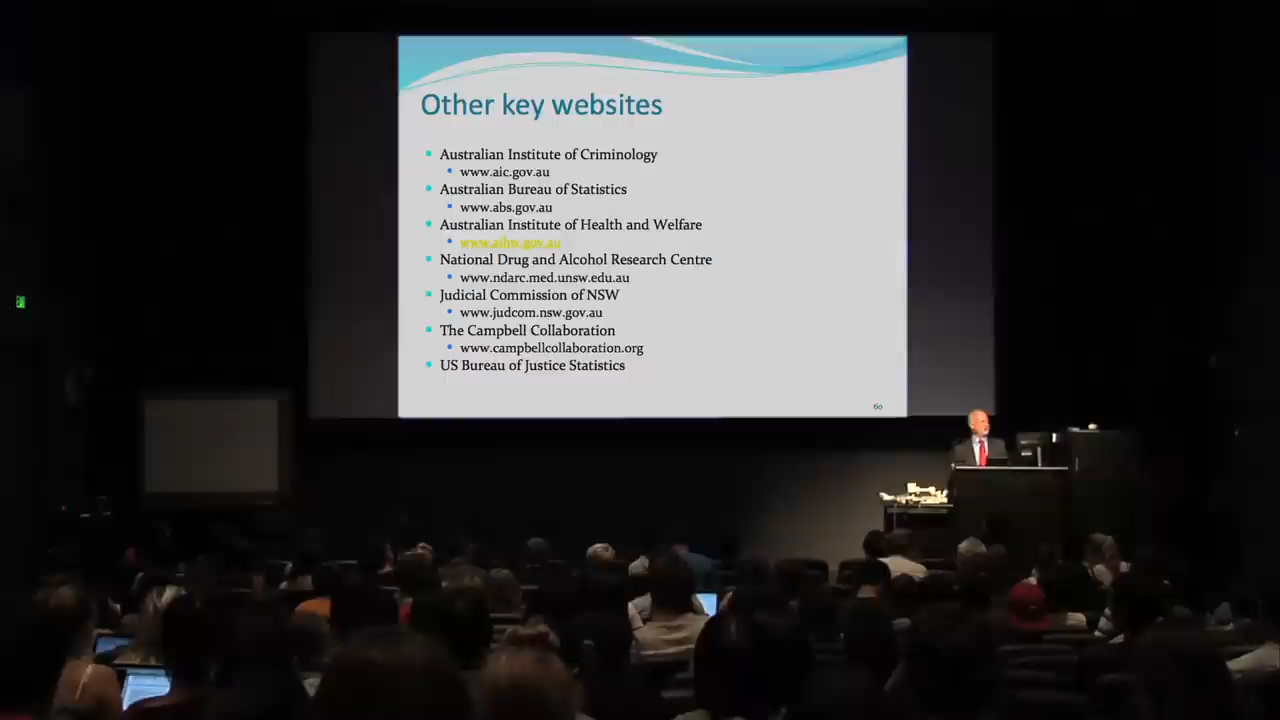 Other key websites
Australian Institute of Criminology
www.aic.gov.au
Australian Bureau of Statistics
www.abs.gov.au
Australian Institute of Health and Welfare
www.aihw.gov.au
National Drug and Alcohol Research Centre
www.ndarc.med.unsw.edu.au
Judicial Commission of NSW
www.judcom.nsw.gov.au
The Campbell Collaboration
www.campbellcollaboration.org
US Bureau of Justice Statistics
60